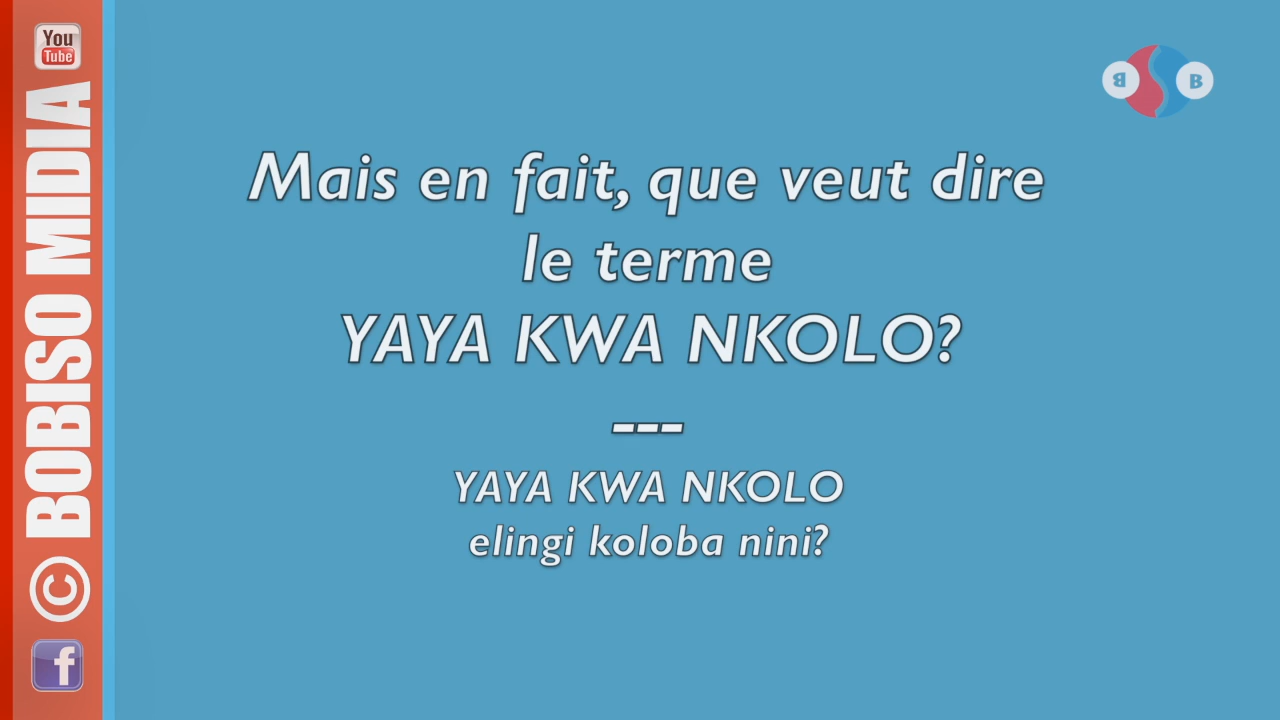 You
Tube
© BOBISO MIDIA
f
B
B
Mais en fait, que veut dire
le terme
YAYA KWA NKOLO?
---
YAYA KWA NKOLO
elingi koloba nini?